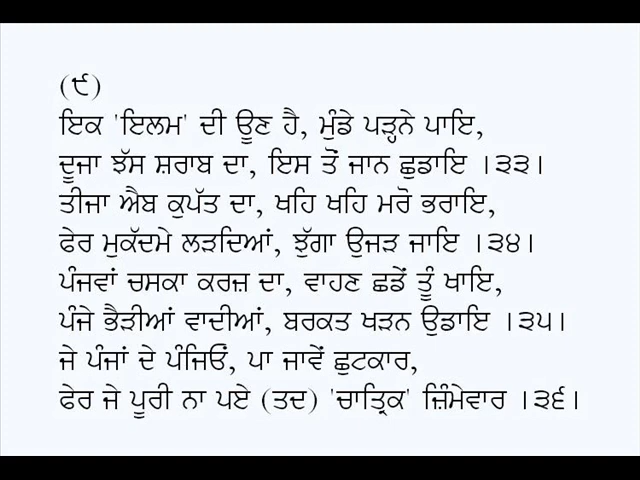 (੯)
ਇਕ 'ਇਲਮ' ਦੀ ਊਣ ਹੈ, ਮੁੰਡੇ ਪੜ੍ਹਨੇ ਪਾਇ,
ਦੂਜਾ ਝੱਸ ਸ਼ਰਾਬ ਦਾ, ਇਸ ਤੋਂ ਜਾਨ ਛੁਡਾਇ ।੩੩।
ਤੀਜਾ ਐਬ ਕੁਪੱਤ ਦਾ, ਖਹਿ ਖਹਿ ਮਰੋ ਭਰਾਇ,
ਫੇਰ ਮੁਕੱਦਮੇ ਲੜਦਿਆਂ, ਝੁੱਗਾ ਉਜੜ ਜਾਇ ।੩੪।
ਪੰਜਵਾਂ ਚਸਕਾ ਕਰਜ਼ ਦਾ, ਵਾਹਣ ਛਡੇਂ ਤੂੰ ਖਾਇ,
ਪੰਜੇ ਭੈੜੀਆਂ ਵਾਦੀਆਂ, ਬਰਕਤ ਖੜਨ ਉਡਾਇ ।੩੫।
ਜੇ ਪੰਜਾਂ ਦੇ ਪੰਜਿਓਂ, ਪਾ ਜਾਵੇਂ ਛੁਟਕਾਰ,
ਫੇਰ ਜੇ ਪੂਰੀ ਨਾ ਪਏ (ਤਦ) 'ਚਾਤ੍ਰਿਕ' ਜ਼ਿੰਮੇਵਾਰ ।੩੬।